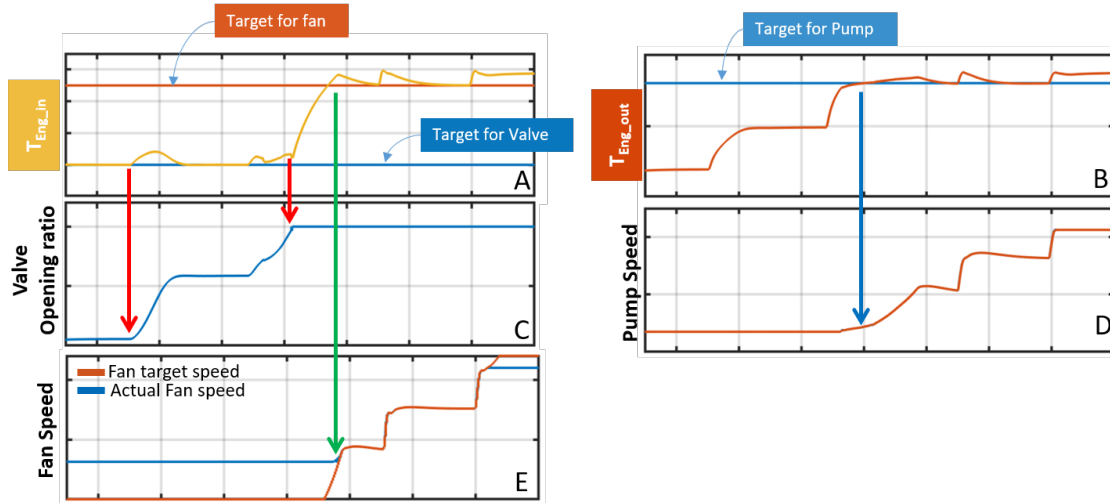 Target for fan
T_Eng_in
Target for Valve
A
Valve
Opening ratio
C
Fan target speed
Actual Fan speed
Fan Speed
E
Target for Pump
T_Eng_out
B
Pump Speed
D